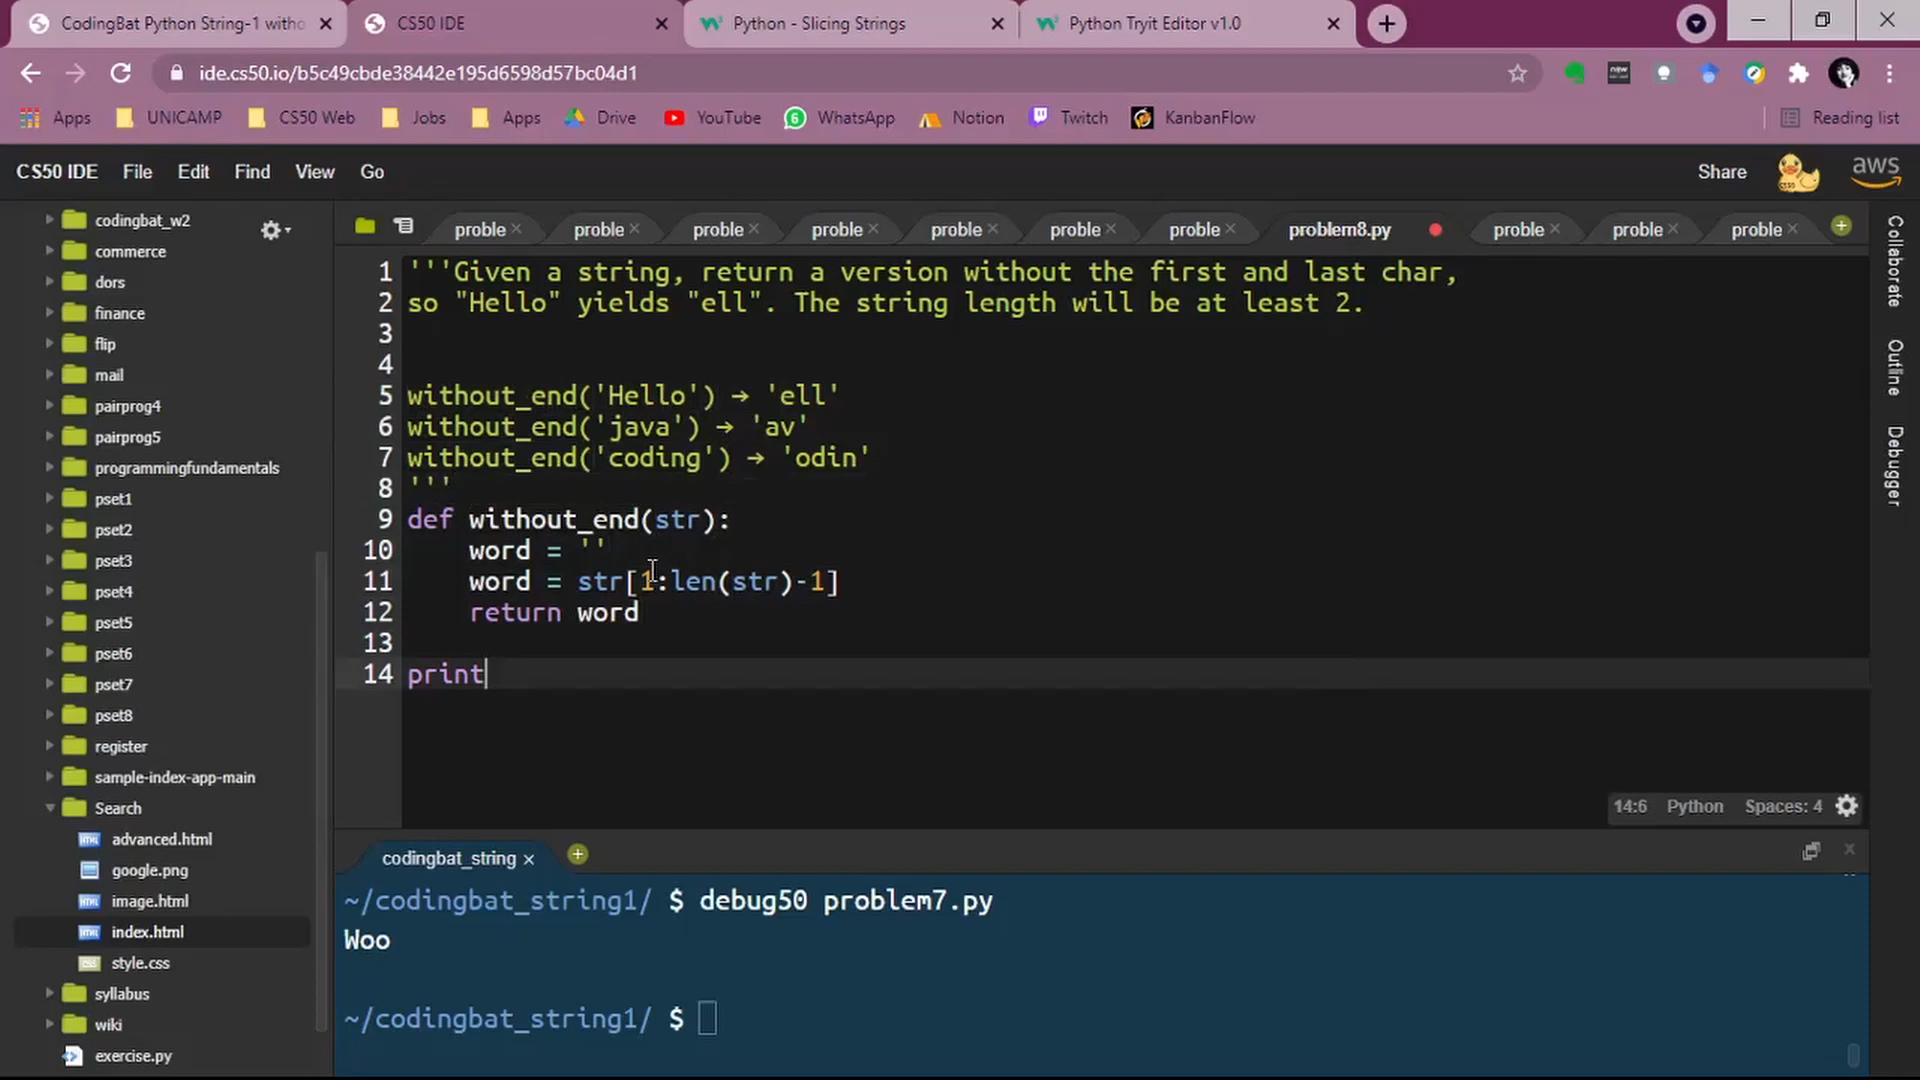 CodingBat Python String-1 witho
CS50 IDE
Python - Slicing Strings
Python Tryit Editor v1.0
ide.cs50.io/b5c49cbde38442e195d6598d57bc04d1
Apps
UNICAMP
CS50 Web
Jobs
Apps
Drive
YouTube
6
WhatsApp
Notion
Twitch
KanbanFlow
Reading list
CS50 IDE
File
Edit
Find
View
Go
Share
aws
codingbat_w2
commerce
dors
finance
flip
mail
pairprog4
pairprog5
programmingfundamentals
pset1
pset2
pset3
pset4
pset5
pset6
pset7
pset8
register
sample-index-app-main
Search
advanced.html
google.png
image.html
index.html
style.css
syllabus
wiki
exercise.py
proble
proble
proble
proble
proble
proble
proble
problem8.py
proble
proble
proble
1 '''Given a string, return a version without the first and last char,
2 so "Hello" yields "ell". The string length will be at least 2.
3
4
5 without_end('Hello') → 'ell'
6 without_end('java') → 'av'
7 without_end('coding') → 'odin'
8 '''
9 def without_end(str):
10 word = ''
11 word = str[1:len(str)-1]
12 return word
13
14 print
14:6 Python Spaces: 4
Collaborate
Outline
Debugger
codingbat_string
~/codingbat_string1/ $ debug50 problem7.py
Woo
~/codingbat_string1/ $